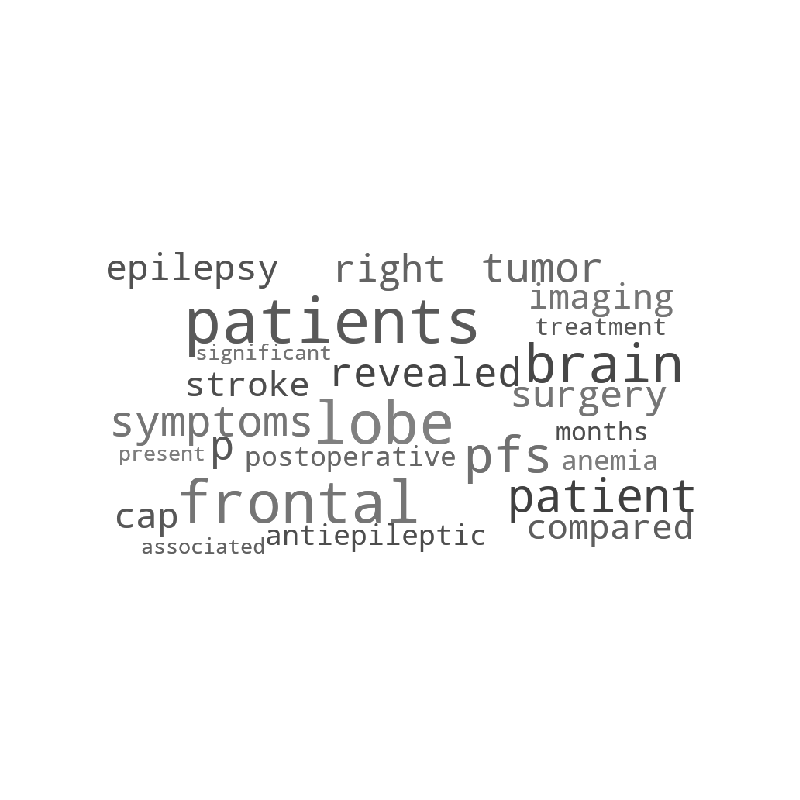 epilepsy right tumor
imaging
patients treatment
significant
stroke revealed brain
surgery
symptoms lobe months
present p postoperative pfs anemia
cap frontal patient
compared
associated antiepileptic